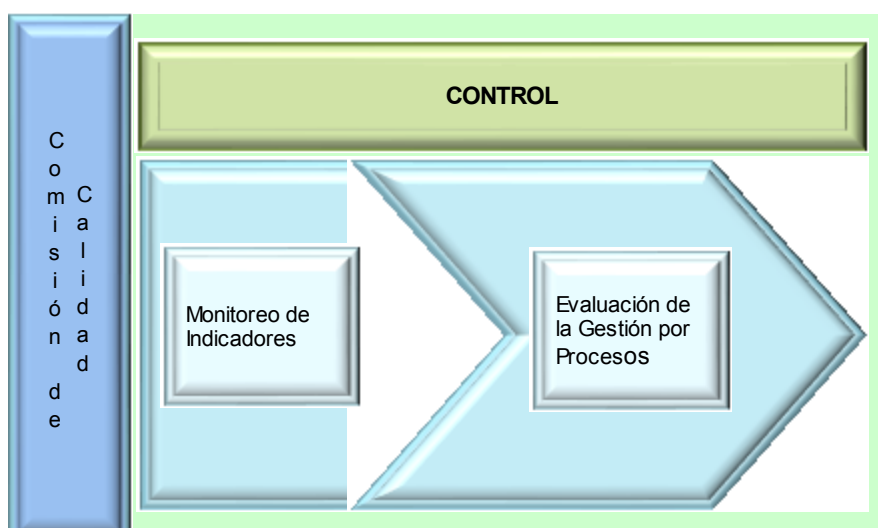 Comisión de
Calidad
CONTROL
Monitoreo de
Indicadores
Evaluación de
la Gestión por
Procesos